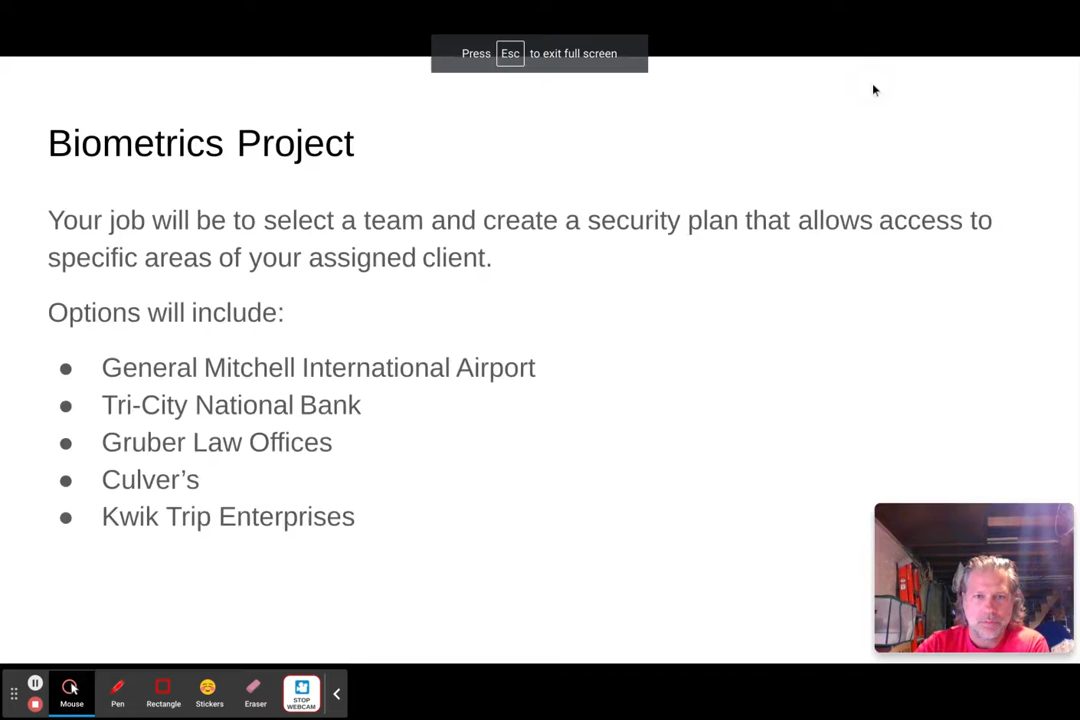 Press Esc to exit full screen
Biometrics Project
Your job will be to select a team and create a security plan that allows access to
specific areas of your assigned client.
Options will include:
● General Mitchell International Airport
● Tri-City National Bank
● Gruber Law Offices
● Culver’s
● Kwik Trip Enterprises
Mouse
Pen
Rectangle
Stickers
Eraser
STOP
WEBCAM